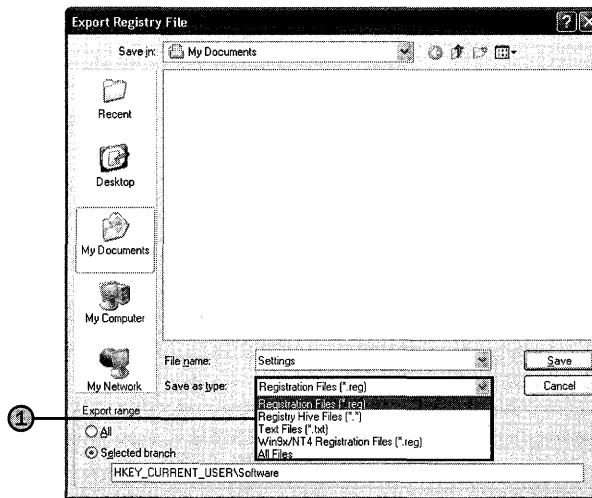 Export Registry File
Save in: My Documents
Recent
Desktop
My Documents
My Computer
My Network
File name: Settings Save
Save as type: Registration Files (*.reg) Cancel
Registration Files (*.reg)
Registry Hive Files (*.*)
Text Files (*.txt)
Win9x/NT4 Registration Files (*.reg)
All Files
1
Export range
All
Selected branch
HKEY_CURRENT_USER\Software